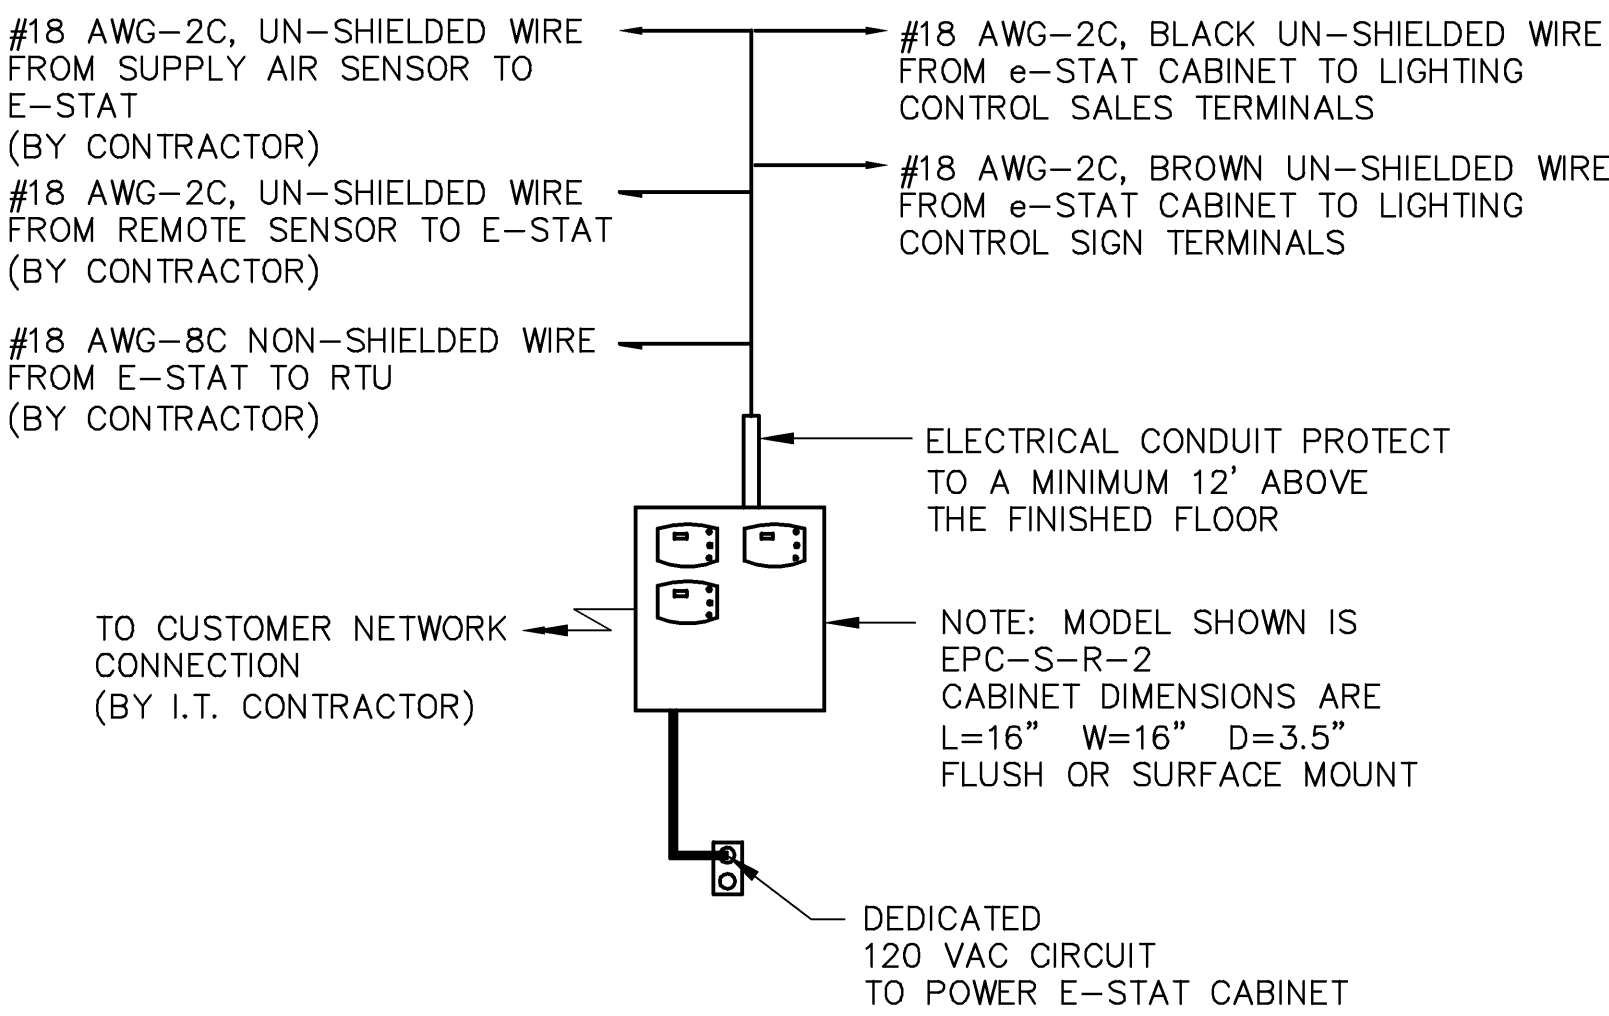 #18 AWG-2C, UN-SHIELDED WIRE
FROM SUPPLY AIR SENSOR TO
E-STAT
(BY CONTRACTOR)
#18 AWG-2C, UN-SHIELDED WIRE
FROM REMOTE SENSOR TO E-STAT
(BY CONTRACTOR)
#18 AWG-8C NON-SHIELDED WIRE
FROM E-STAT TO RTU
(BY CONTRACTOR)
#18 AWG-2C, BLACK UN-SHIELDED WIRE
FROM e-STAT CABINET TO LIGHTING
CONTROL SALES TERMINALS
#18 AWG-2C, BROWN UN-SHIELDED WIRE
FROM e-STAT CABINET TO LIGHTING
CONTROL SIGN TERMINALS
ELECTRICAL CONDUIT PROTECT
TO A MINIMUM 12' ABOVE
THE FINISHED FLOOR
TO CUSTOMER NETWORK
CONNECTION
(BY I.T. CONTRACTOR)
NOTE: MODEL SHOWN IS
EPC-S-R-2
CABINET DIMENSIONS ARE
L=16" W=16" D=3.5"
FLUSH OR SURFACE MOUNT
DEDICATED
120 VAC CIRCUIT
TO POWER E-STAT CABINET